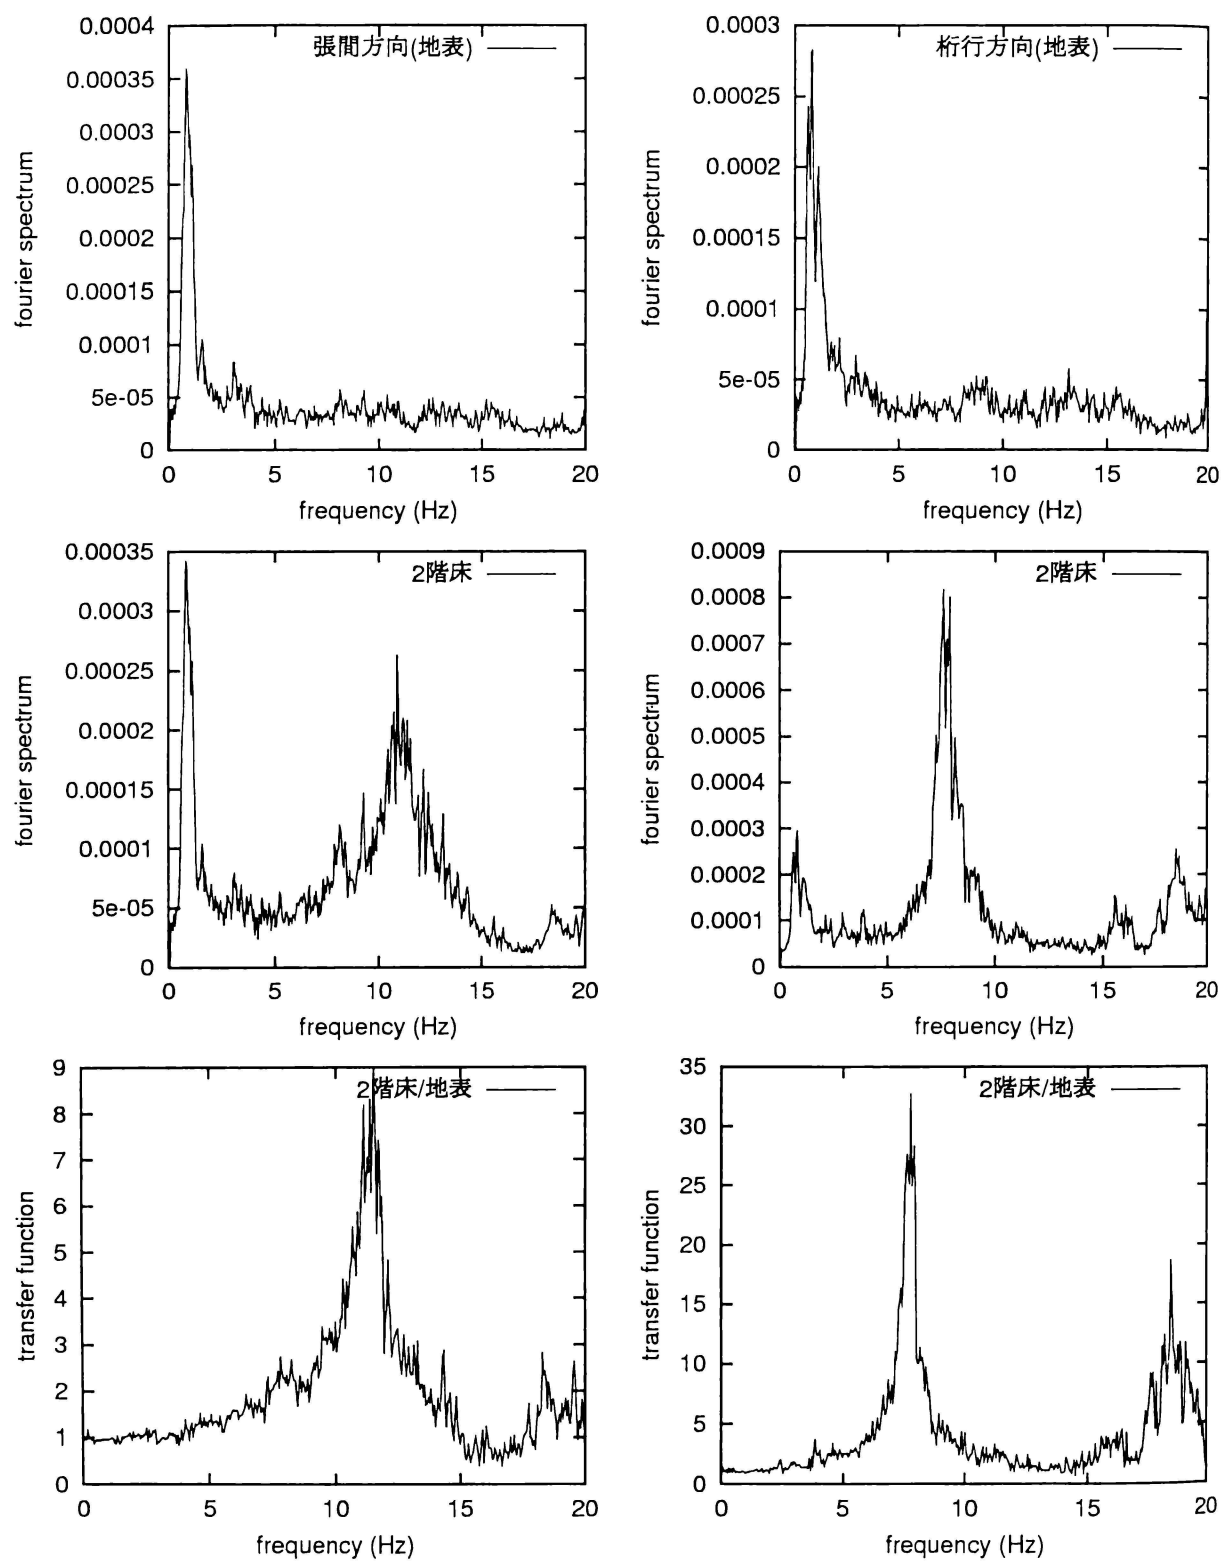 0.0004
0.00035
0.0003
0.00025
0.0002
0.00015
0.0001
5e-05
0
張間方向(地表)
fourier spectrum
0 5 10 15 20
frequency (Hz)
0.0003
0.00025
0.0002
0.00015
0.0001
5e-05
0
桁行方向(地表)
fourier spectrum
0 5 10 15 20
frequency (Hz)
0.00035
0.0003
0.00025
0.0002
0.00015
0.0001
5e-05
0
2階床
fourier spectrum
0 5 10 15 20
frequency (Hz)
0.0009
0.0008
0.0007
0.0006
0.0005
0.0004
0.0003
0.0002
0.0001
0
2階床
fourier spectrum
0 5 10 15 20
frequency (Hz)
9
8
7
6
5
4
3
2
1
0
2階床/地表
transfer function
0 5 10 15 20
frequency (Hz)
35
30
25
20
15
10
5
0
2階床/地表
transfer function
0 5 10 15 20
frequency (Hz)